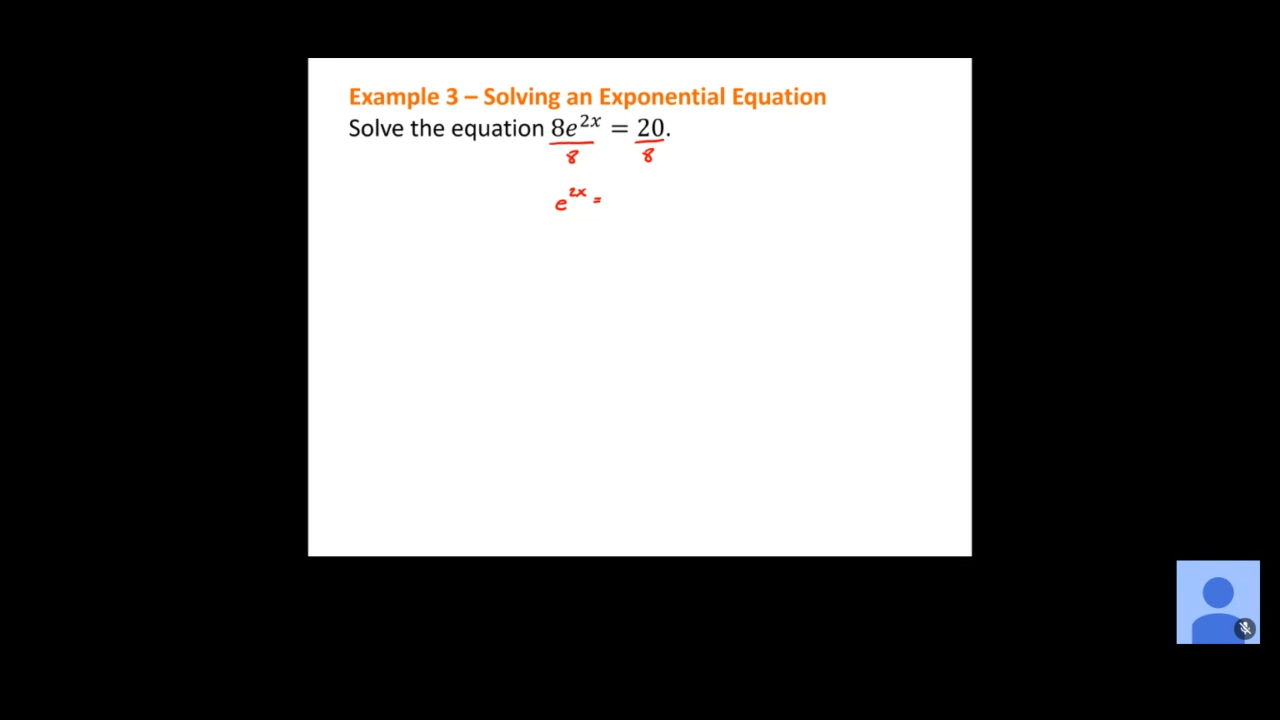 Example 3 – Solving an Exponential Equation
Solve the equation 8e^{2x} = 20.
8 8
e^{2x} =